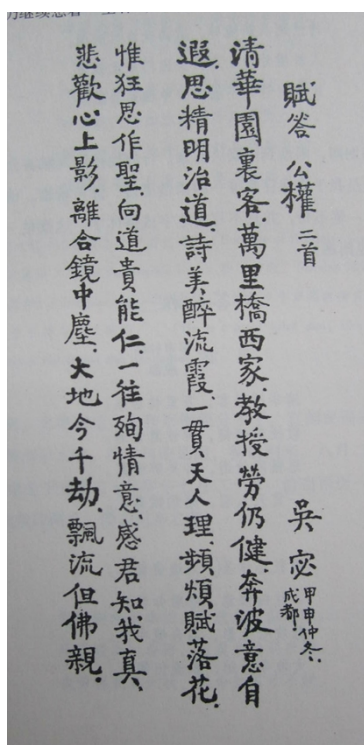 賦答 公權 二首
吳宓 甲申仲冬、
成都、
清華園裏客、萬里橋西家、教授勞仍健、奔波意自
遐、思精明治道、詩美醉流霞、一貫天人理、頻煩賦落花、
惟狂思作聖、向道貴能仁、一往殉情意、感君知我真、
悲歡心上影、離合鏡中塵、大地今千劫、飄流但佛親、